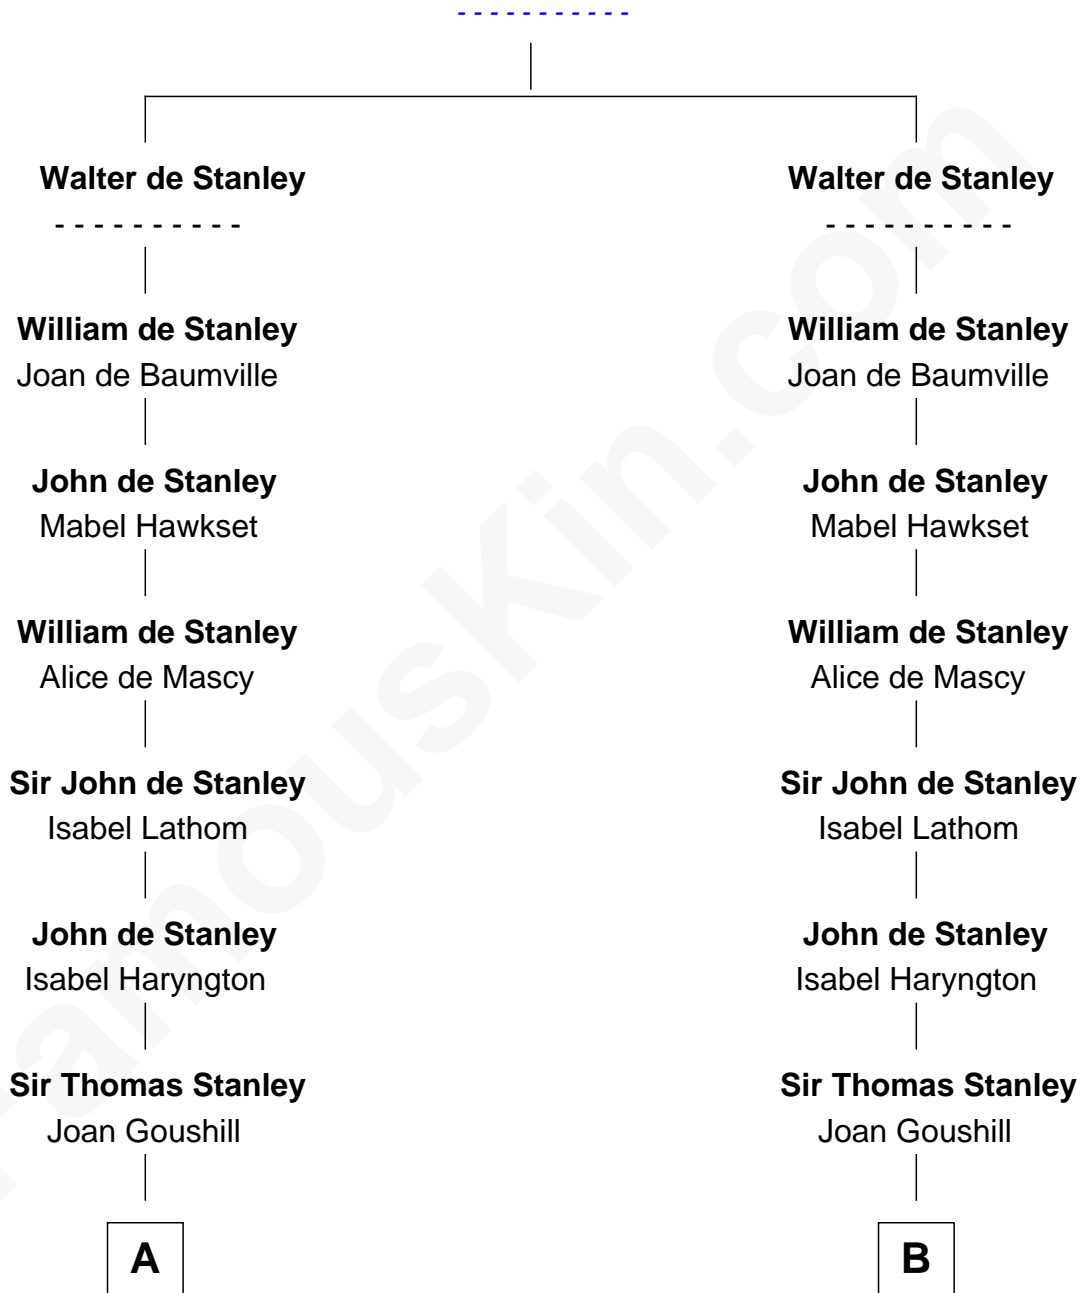 - - - - - - - - - - -
Walter de Stanley Walter de Stanley
- - - - - - - - - - - - - - - - - - - -
William de Stanley William de Stanley
Joan de Baumville Joan de Baumville
John de Stanley John de Stanley
Mabel Hawkset Mabel Hawkset
William de Stanley William de Stanley
Alice de Mascy Alice de Mascy
Sir John de Stanley Sir John de Stanley
Isabel Lathom Isabel Lathom
John de Stanley John de Stanley
Isabel Haryngton Isabel Haryngton
Sir Thomas Stanley Sir Thomas Stanley
Joan Goushill Joan Goushill
A B
FamousKin.com